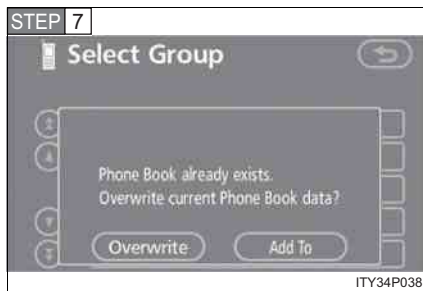 STEP 7
Select Group
Phone Book already exists.
Overwrite current Phone Book data?
Overwrite Add To
ITY34P038